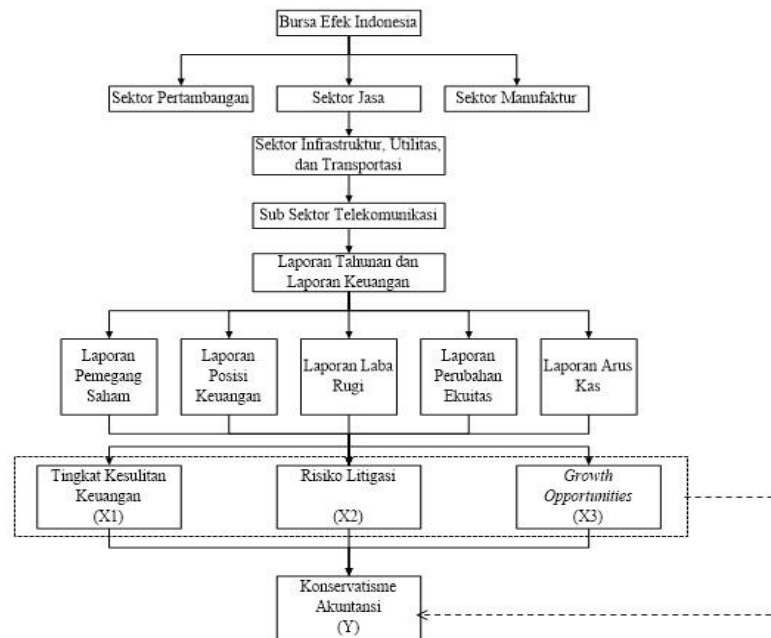 Bursa Efek Indonesia
Sektor Pertambangan
Sektor Jasa
Sektor Manufaktur
Sektor Infrastruktur, Utilitas,
dan Transportasi
Sub Sektor Telekomunikasi
Laporan Tahunan dan
Laporan Keuangan
Laporan
Pemegang
Saham
Laporan
Posisi
Keuangan
Laporan Laba
Rugi
Laporan
Perubahan
Ekuitas
Laporan Arus
Kas
Tingkat Kesulitan
Keuangan
(X1)
Risiko Litigasi
(X2)
Growth
Opportunities
(X3)
Konservatisme
Akuntansi
(Y)